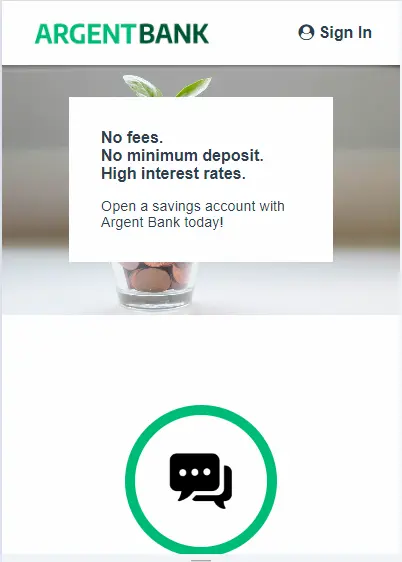 ARGENTBANK
Sign In
No fees.
No minimum deposit.
High interest rates.
Open a savings account with
Argent Bank today!